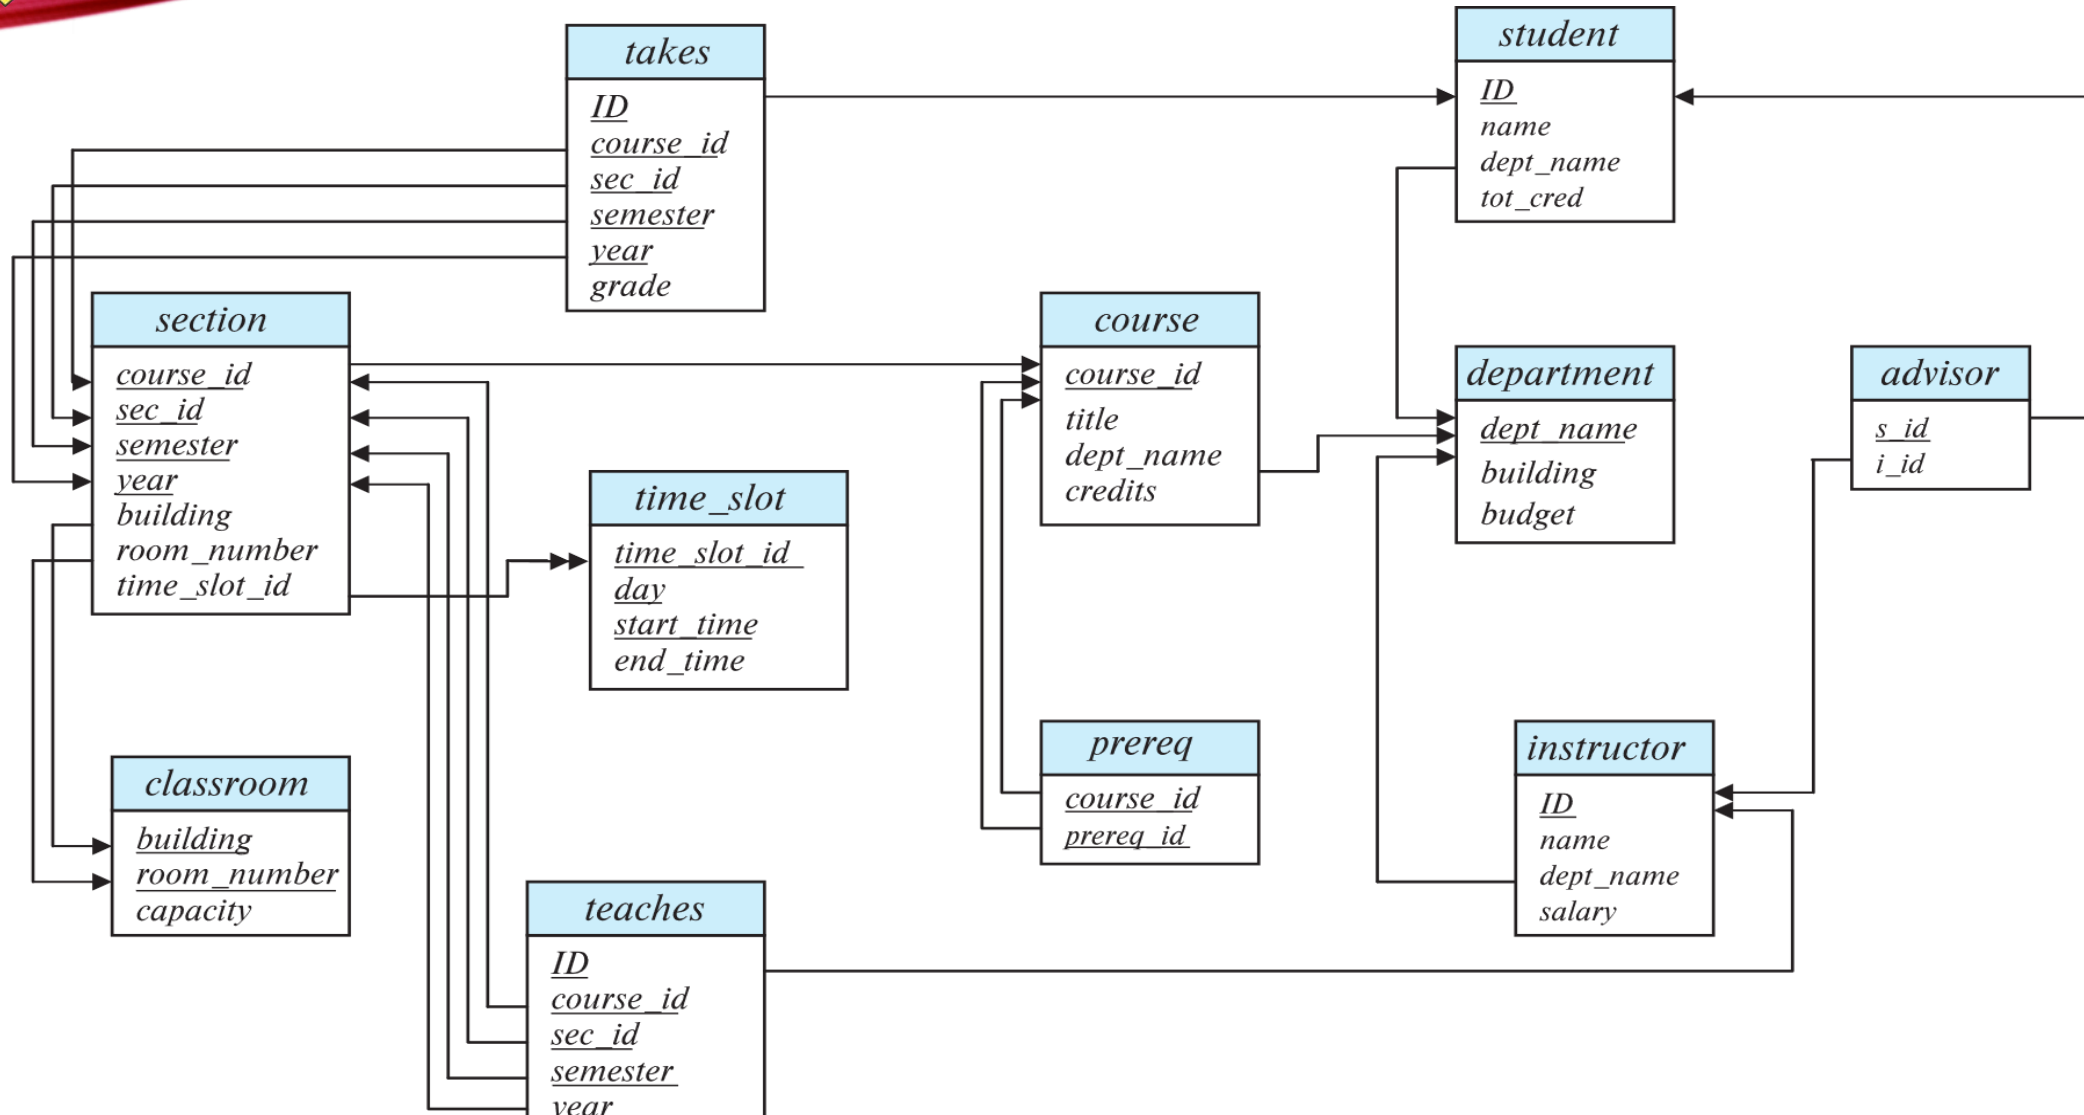 takes
ID
course_id
sec_id
semester
year
grade
student
ID
name
dept_name
tot_cred
section
course_id
sec_id
semester
year
building
room_number
time_slot_id
course
course_id
title
dept_name
credits
department
dept_name
building
budget
advisor
s_id
i_id
time_slot
time_slot_id
day
start_time
end_time
prereq
course_id
prereq_id
instructor
ID
name
dept_name
salary
classroom
building
room_number
capacity
teaches
ID
course_id
sec_id
semester
year